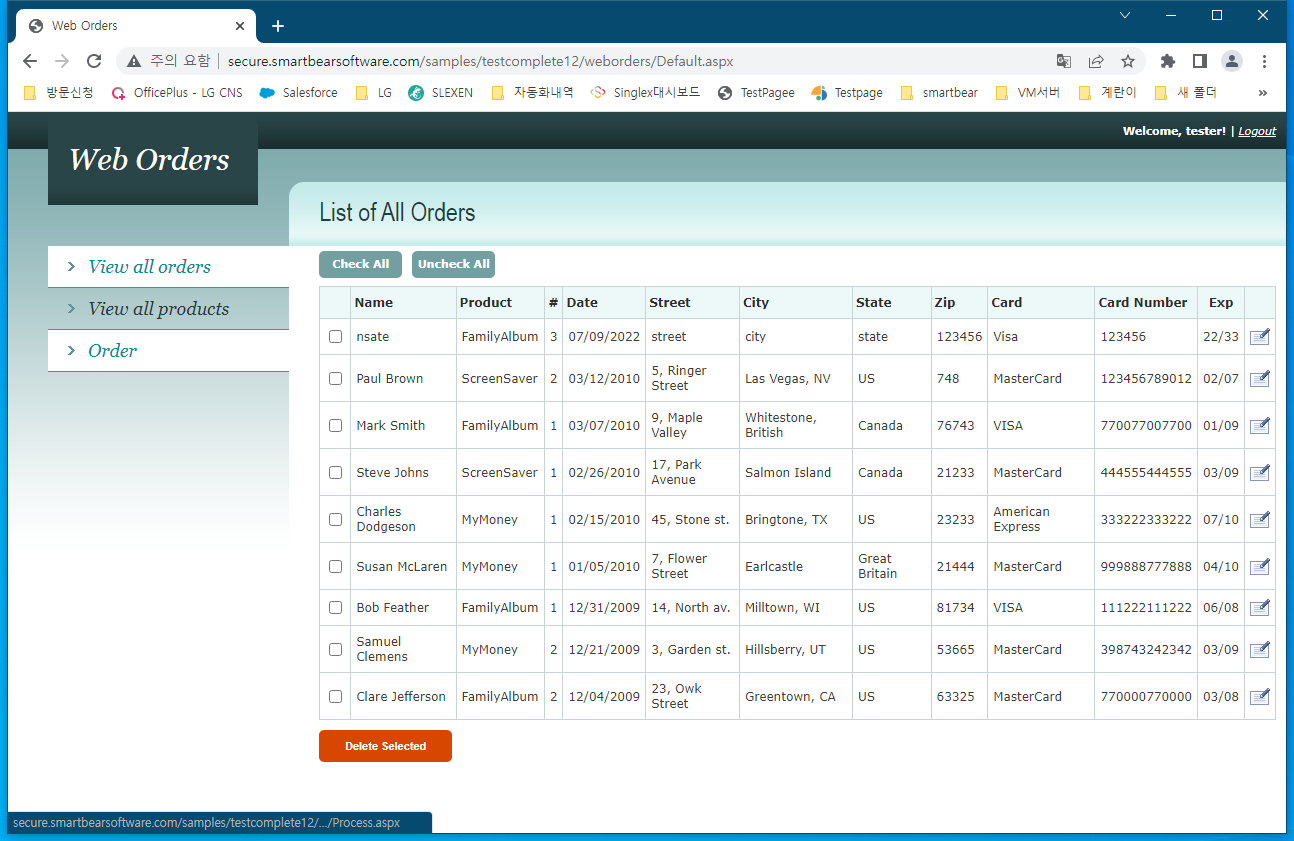 Web Orders
주의 요함
secure.smartbearsoftware.com/samples/testcomplete12/weborders/Default.aspx
방문신청 OfficePlus - LG CNS Salesforce LG SLEXEN 자동화내역 Singlex대시보드 TestPagee Testpage smartbear VM서버 계란이 새 폴더 »
Welcome, tester! | Logout
Web Orders
List of All Orders
> View all orders
> View all products
> Order
Check All Uncheck All
Name Product # Date Street City State Zip Card Card Number Exp
nsate FamilyAlbum 3 07/09/2022 street city state 123456 Visa 123456 22/33
Paul Brown ScreenSaver 2 03/12/2010 5, Ringer Street Las Vegas, NV US 748 MasterCard 123456789012 02/07
Mark Smith FamilyAlbum 1 03/07/2010 9, Maple Valley Whitestone, British Canada 76743 VISA 770077007700 01/09
Steve Johns ScreenSaver 1 02/26/2010 17, Park Avenue Salmon Island Canada 21233 MasterCard 444555444555 03/09
Charles Dodgeson MyMoney 1 02/15/2010 45, Stone st. Bringtone, TX US 23233 American Express 333222333222 07/10
Susan McLaren MyMoney 1 01/05/2010 7, Flower Street Earlcastle Great Britain 21444 MasterCard 999888777888 04/10
Bob Feather FamilyAlbum 1 12/31/2009 14, North av. Milltown, WI US 81734 VISA 111222111222 06/08
Samuel Clemens MyMoney 2 12/21/2009 3, Garden st. Hillsberry, UT US 53665 MasterCard 398743242342 03/09
Clare Jefferson FamilyAlbum 2 12/04/2009 23, Owk Street Greentown, CA US 63325 MasterCard 770000770000 03/08
Delete Selected
secure.smartbearsoftware.com/samples/testcomplete12/.../Process.aspx